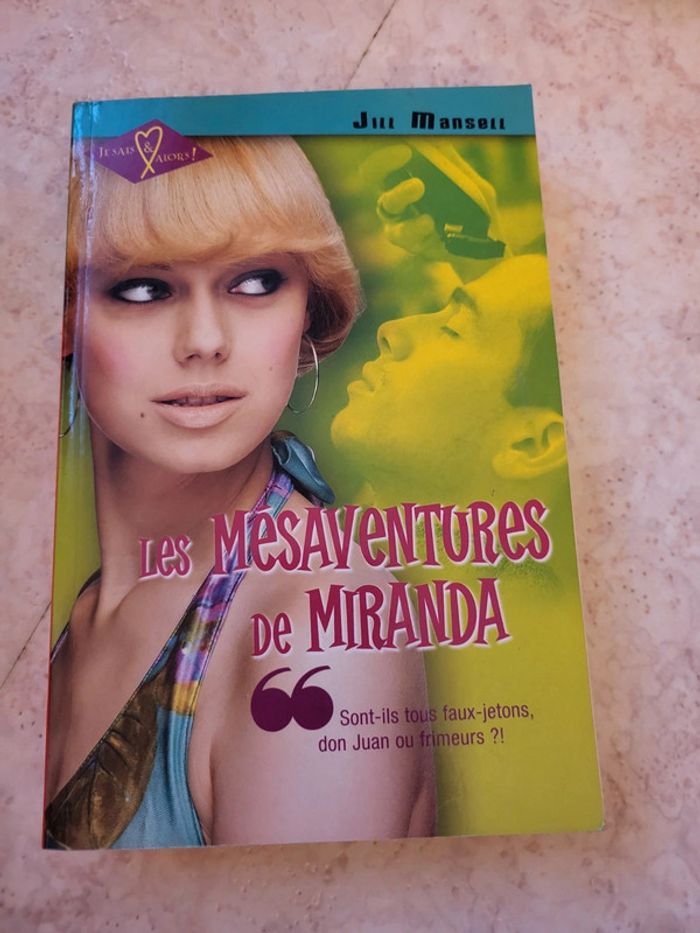 Jill Mansell
JE SAIS &
ALORS!
Les MÉSAVENTURES
De MIRANDA
“ Sont-ils tous faux-jetons,
don Juan ou frimeurs ?!